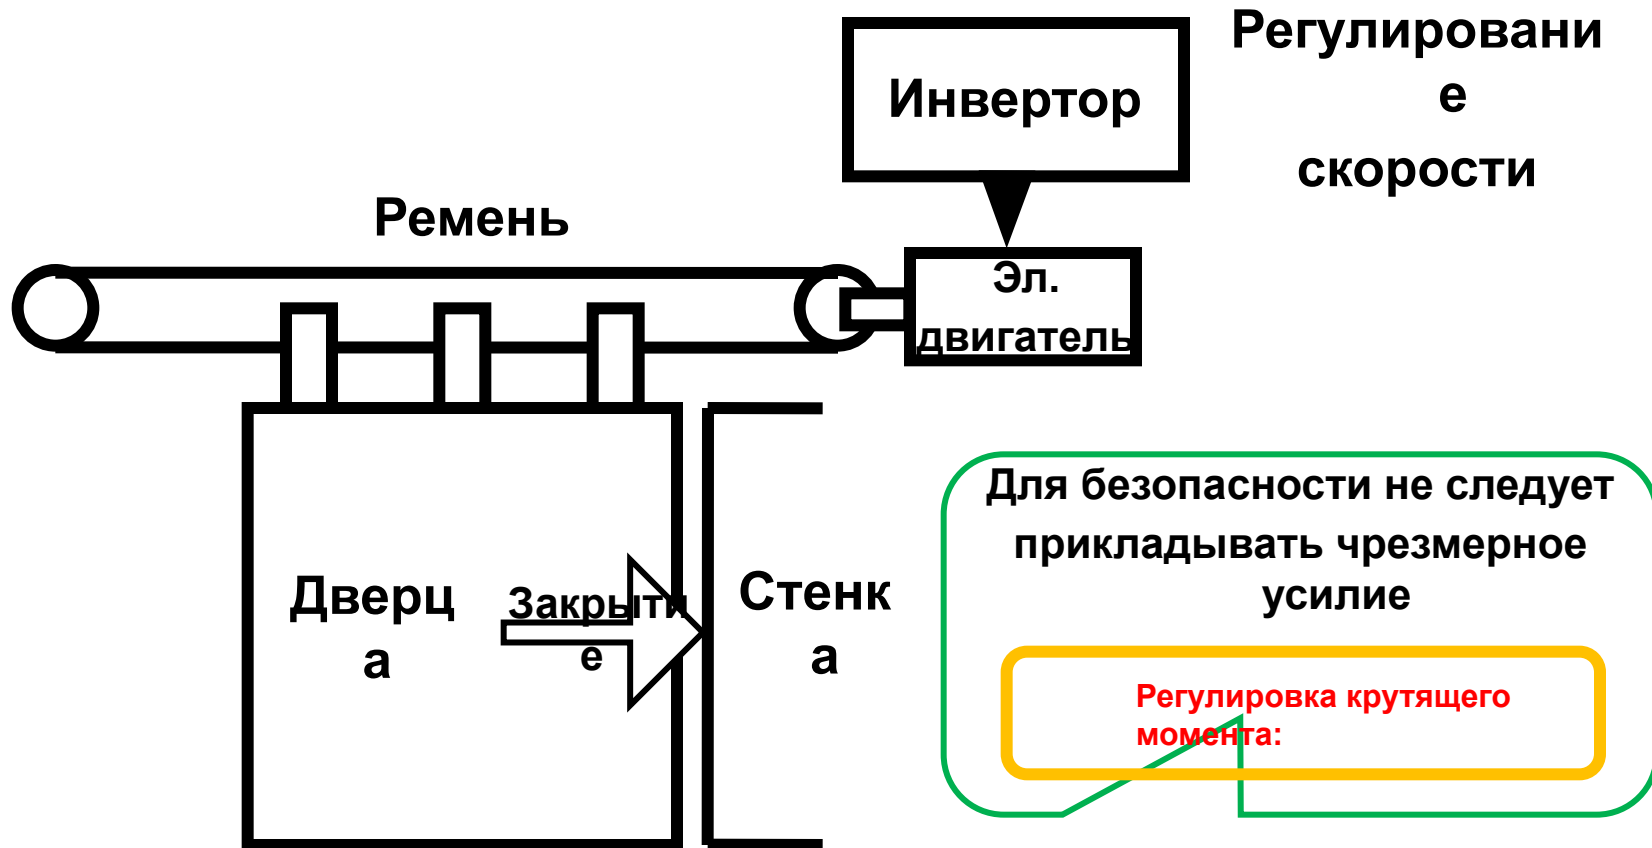 Регулировани
е
скорости
Инвертор
Ремень
Эл.
двигатель
Для безопасности не следует
прикладывать чрезмерное
усилие
Дверц
а
Закрыти
е
Стенк
а
Регулировка крутящего
момента: